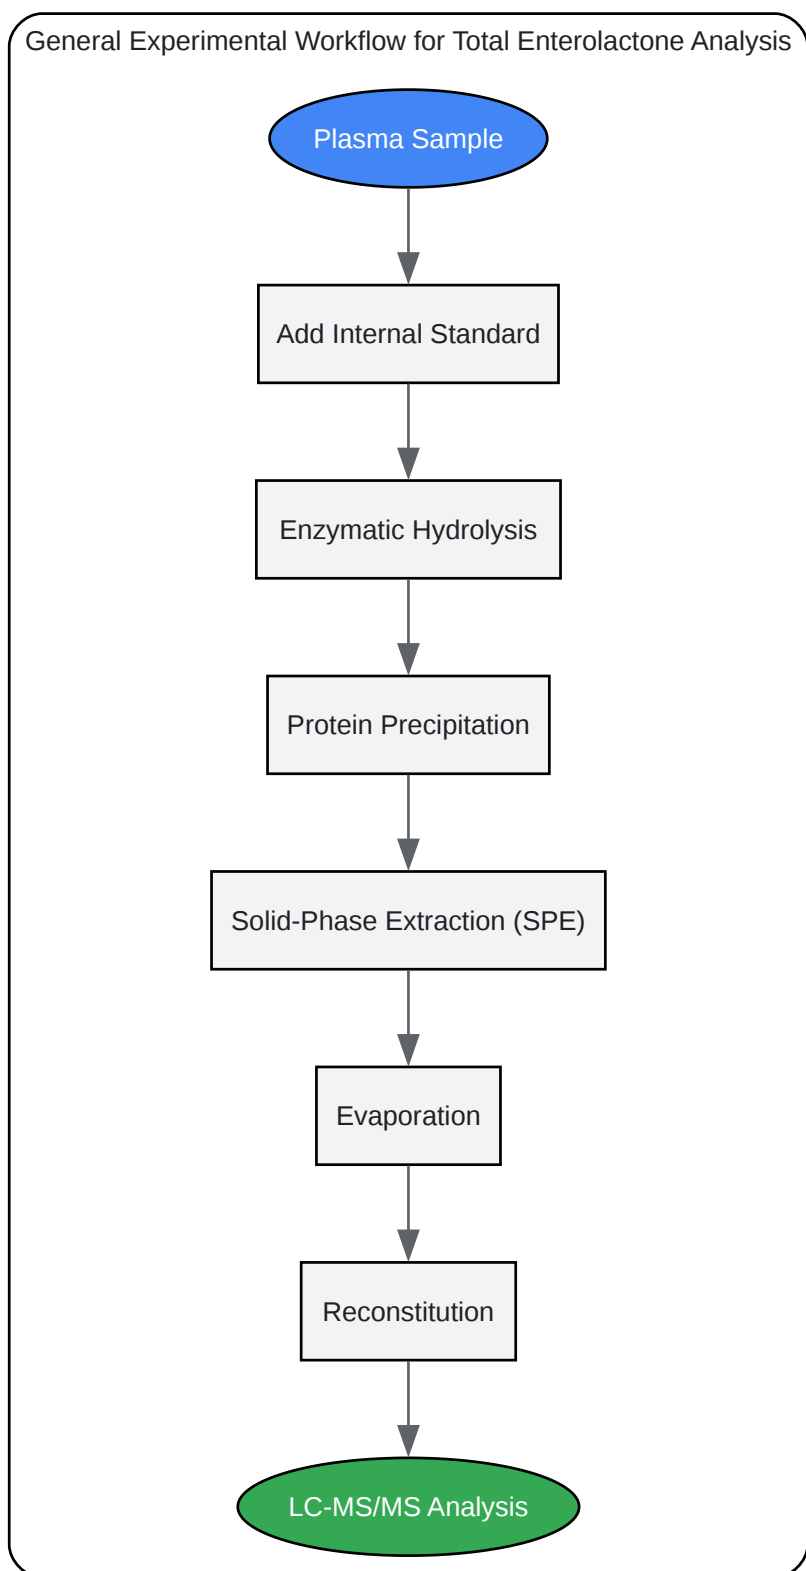 General Experimental Workflow for Total Enterolactone Analysis
Plasma Sample
Add Internal Standard
Enzymatic Hydrolysis
Protein Precipitation
Solid-Phase Extraction (SPE)
Evaporation
Reconstitution
LC-MS/MS Analysis